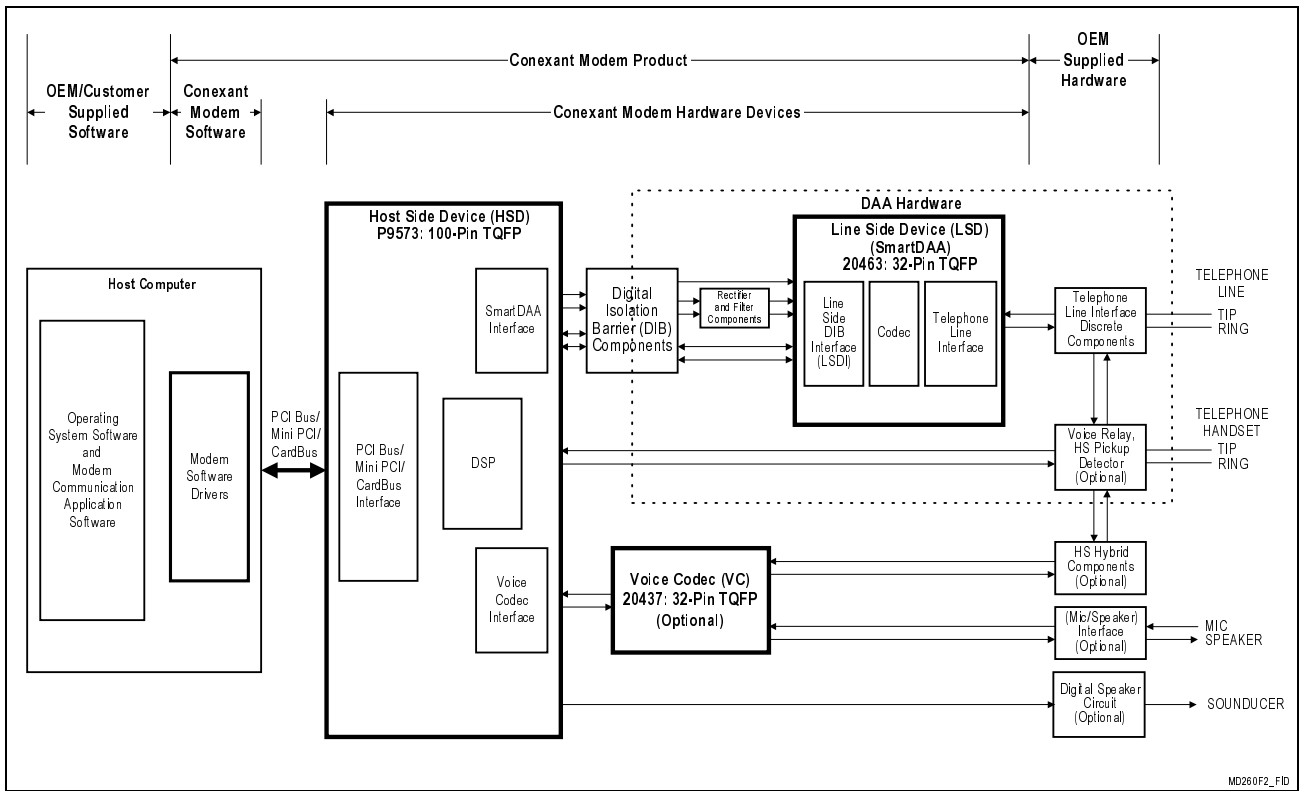 Conexant Modem Product
OEM
Supplied
Hardware
OEM/Customer
Supplied
Software
Conexant
Modem
Software
Conexant Modem Hardware Devices
Host Computer
Operating
System Software
and
Modem
Communication
Application
Software
Modem
Software
Drivers
PCI Bus/
Mini PCI/
CardBus
Host Side Device (HSD)
P9573: 100-Pin TQFP
SmartDAA
Interface
PCI Bus/
Mini PCI/
CardBus
Interface
DSP
Voice
Codec
Interface
Digital
Isolation
Barrier (DIB)
Components
DAA Hardware
Rectifier
and Filter
Components
Line Side Device (LSD)
(SmartDAA)
20463: 32-Pin TQFP
Line
Side
DIB
Interface
(LSDI)
Codec
Telephone
Line
Interface
Telephone
Line Interface
Discrete
Components
TELEPHONE
LINE
TIP
RING
Voice Relay,
HS Pickup
Detector
(Optional)
TELEPHONE
HANDSET
TIP
RING
Voice Codec (VC)
20437: 32-Pin TQFP
(Optional)
HS Hybrid
Components
(Optional)
(Mic/Speaker)
Interface
(Optional)
MIC
SPEAKER
Digital Speaker
Circuit
(Optional)
SOUNDUCER
MD260F2_FID